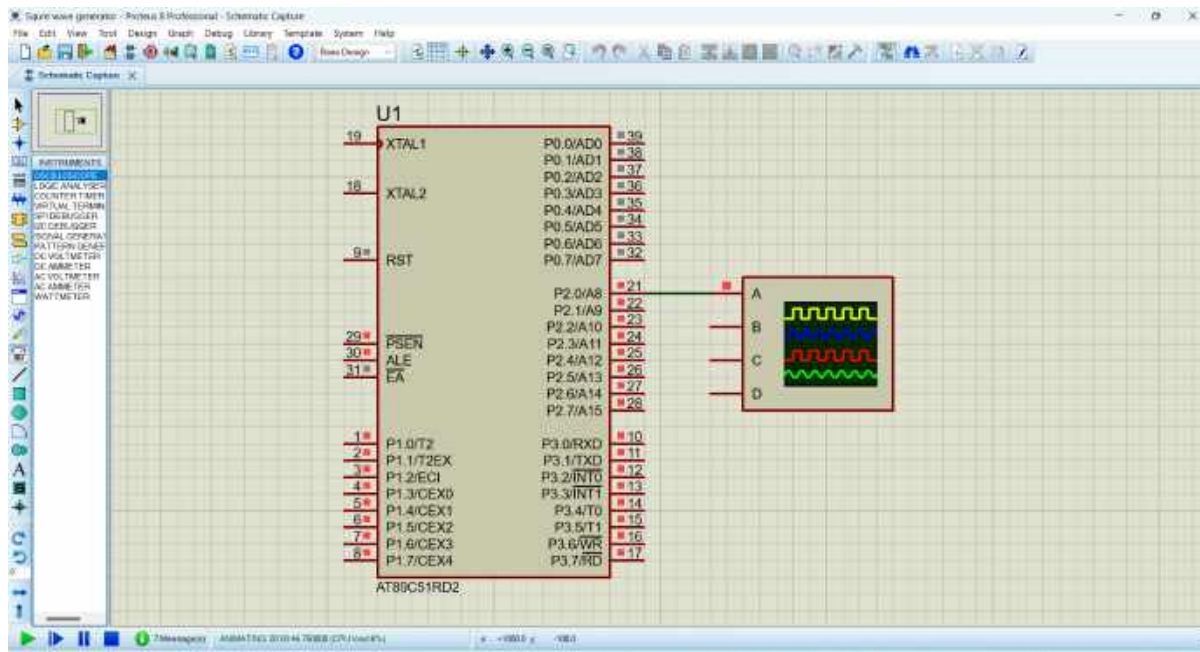 Squre wave generator - Proteus 8 Professional - Schematic Capture
File Edit View Tool Design Graph Debug Library Template System Help
Base Design
Schematic Capture X
U1
19 XTAL1
18 XTAL2
9 RST
29 PSEN
30 ALE
31 EA
1 P1.0/T2
2 P1.1/T2EX
3 P1.2/ECI
4 P1.3/CEX0
5 P1.4/CEX1
6 P1.5/CEX2
7 P1.6/CEX3
8 P1.7/CEX4
P0.0/AD0 39
P0.1/AD1 38
P0.2/AD2 37
P0.3/AD3 36
P0.4/AD4 35
P0.5/AD5 34
P0.6/AD6 33
P0.7/AD7 32
P2.0/A8 21
P2.1/A9 22
P2.2/A10 23
P2.3/A11 24
P2.4/A12 25
P2.5/A13 26
P2.6/A14 27
P2.7/A15 28
P3.0/RXD 10
P3.1/TXD 11
P3.2/INT0 12
P3.3/INT1 13
P3.4/T0 14
P3.5/T1 15
P3.6/WR 16
P3.7/RD 17
AT89C51RD2
A
B
C
D
INSTRUMENTS
OSCILLOSCOPE
LOGIC ANALYSER
COUNTER TIMER
VIRTUAL TERMIN
SPI DEBUGGER
I2C DEBUGGER
SIGNAL GENERAT
PATTERN GENER
DC VOLTMETER
DC AMMETER
AC VOLTMETER
AC AMMETER
WATTMETER
7 Message(s)